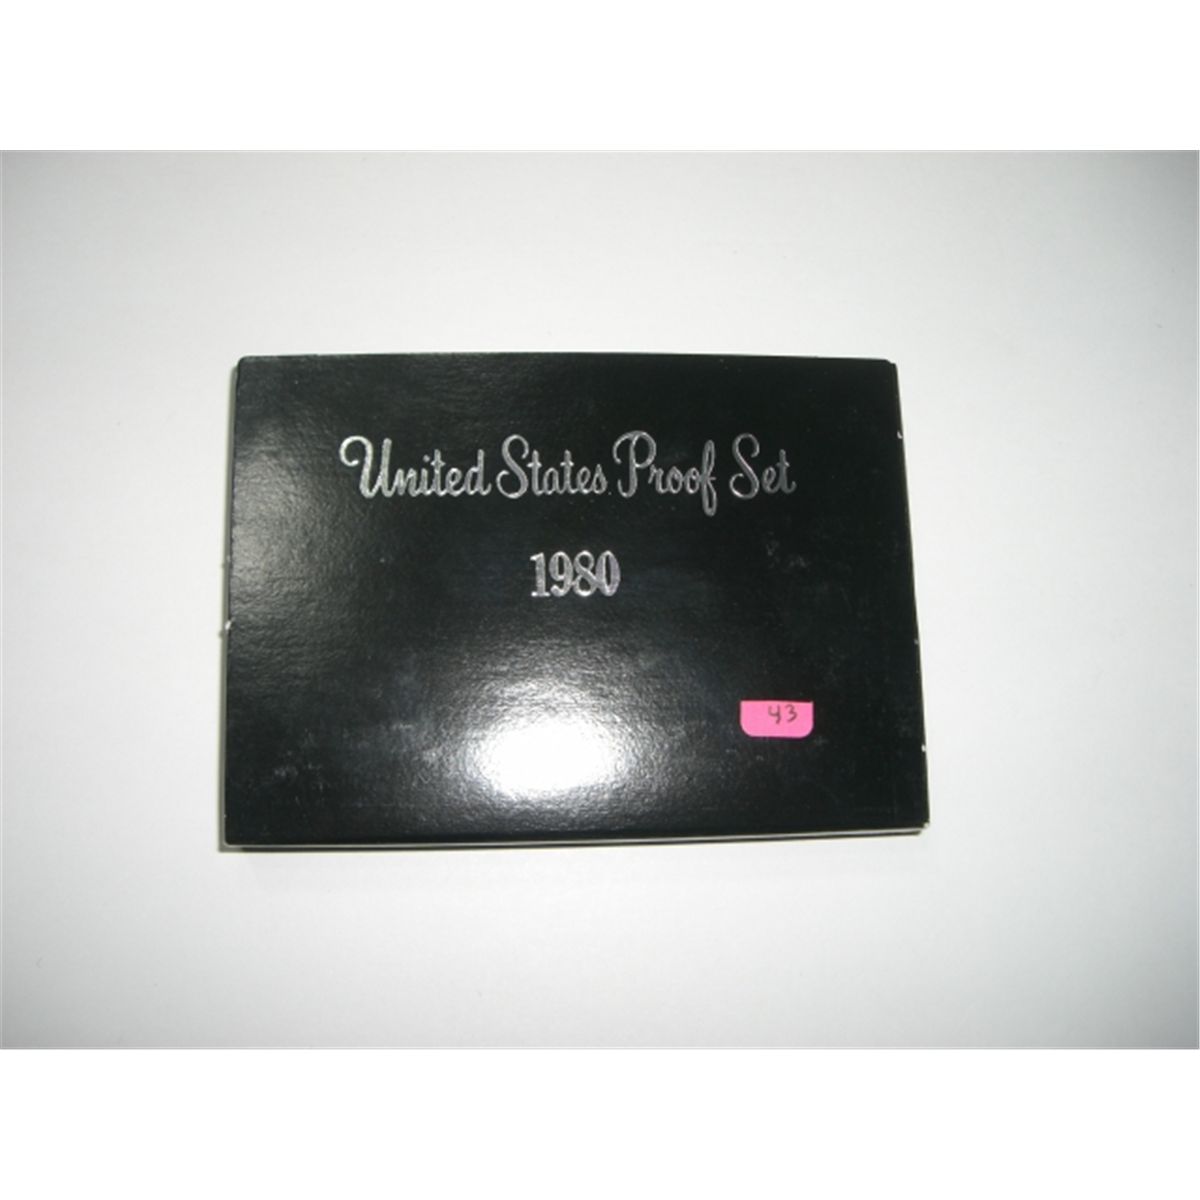 United States Proof Set
1980
43